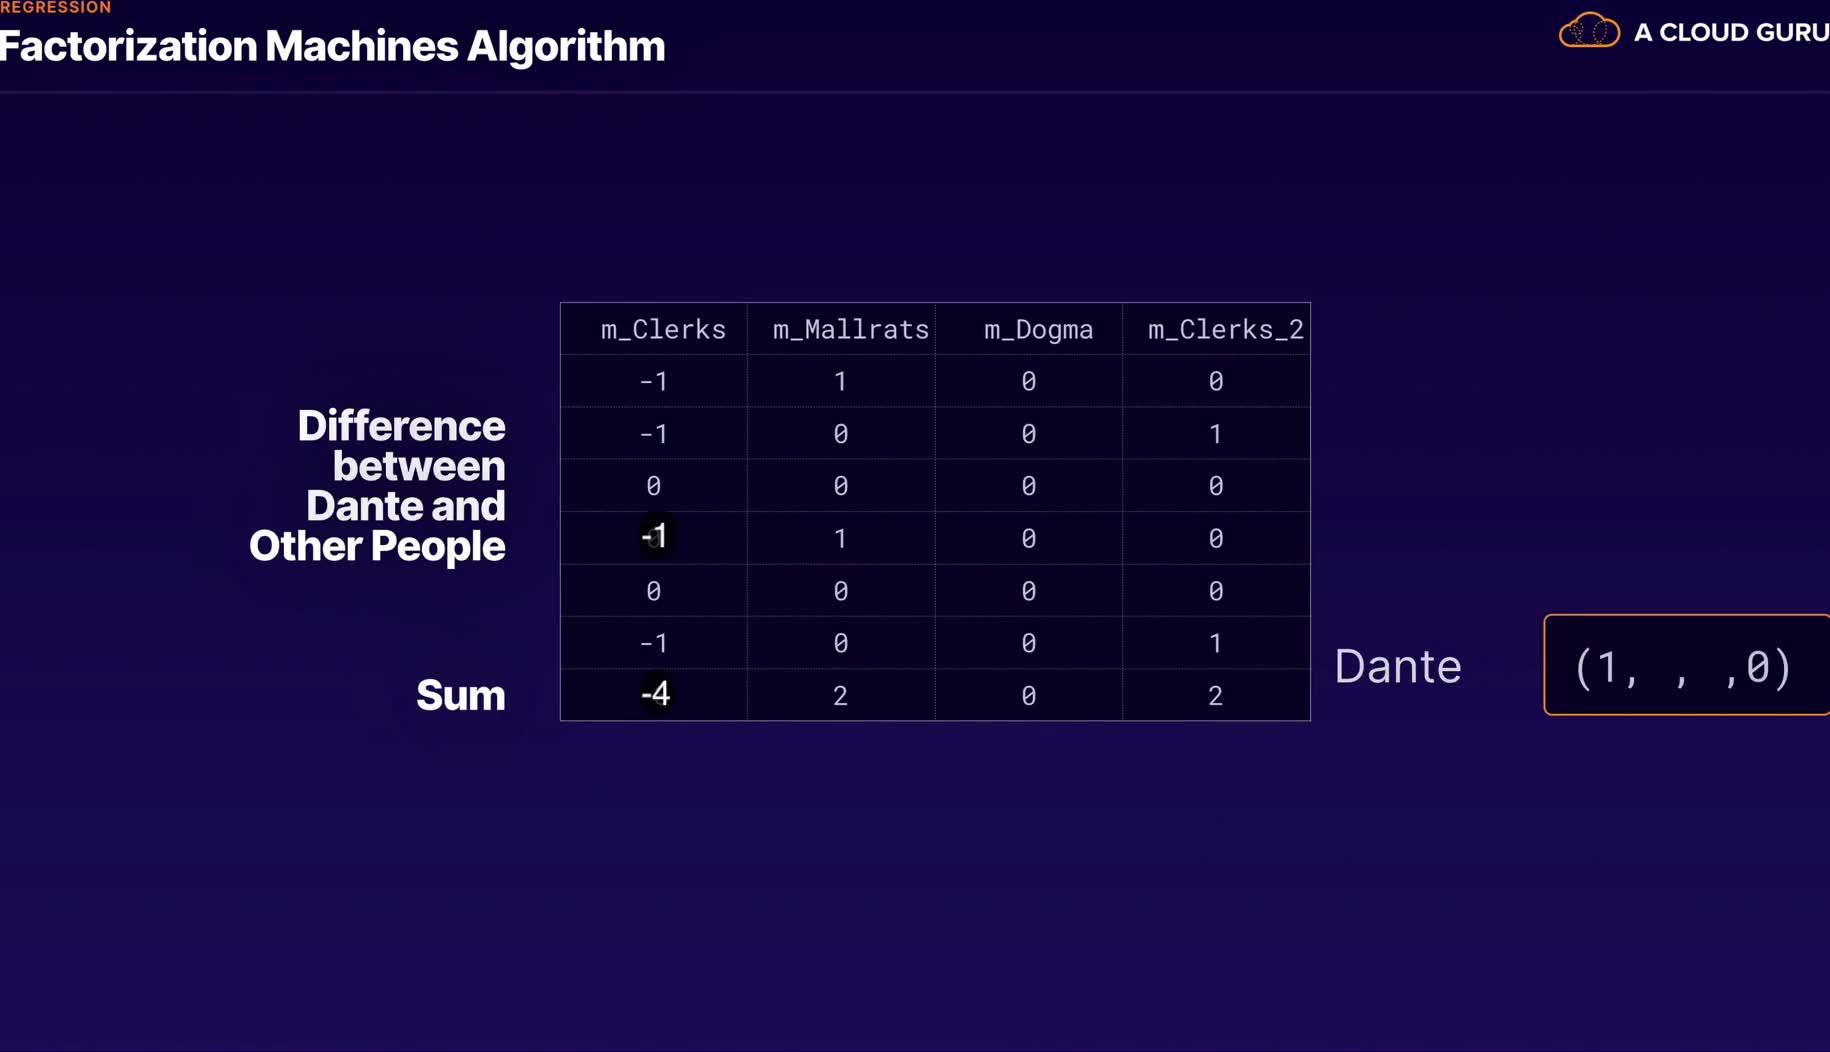 REGRESSION
Factorization Machines Algorithm
A CLOUD GURU
m_Clerks m_Mallrats m_Dogma m_Clerks_2
-1 1 0 0
-1 0 0 1
0 0 0 0
-1 1 0 0
0 0 0 0
-1 0 0 1
-4 2 0 2
Difference
between
Dante and
Other People
Sum
Dante
(1, , ,0)